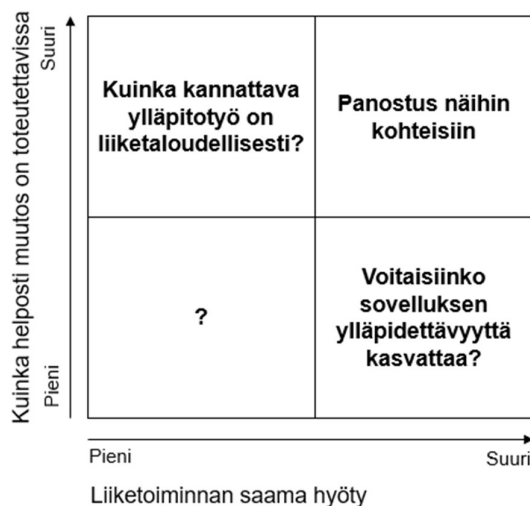 Kuinka helposti muutos on toteutettavissa
Suuri
Pieni
Kuinka kannattava
ylläpitotyö on
liiketaloudellisesti?
Panostus näihin
kohteisiin
?
Voitaisiinko
sovelluksen
ylläpidettävyyttä
kasvattaa?
Pieni
Suuri
Liiketoiminnan saama hyöty